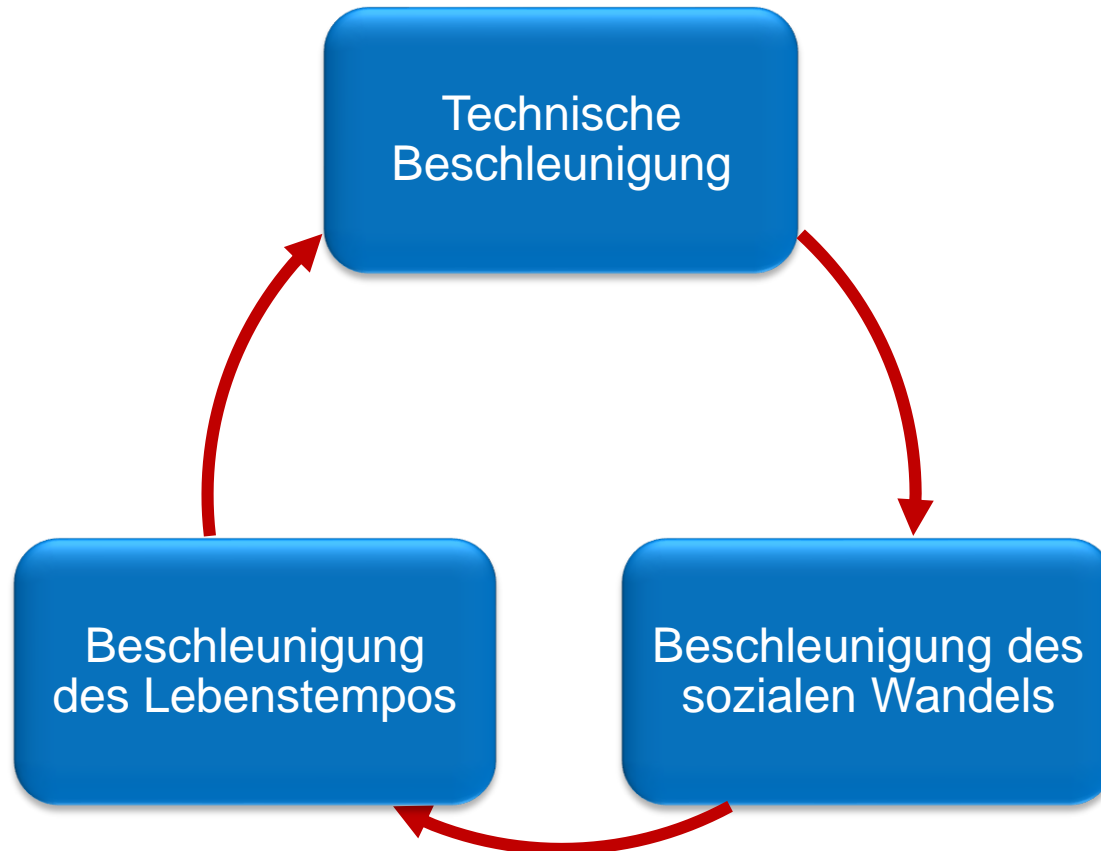 Technische
Beschleunigung
Beschleunigung
des Lebenstempos
Beschleunigung des
sozialen Wandels